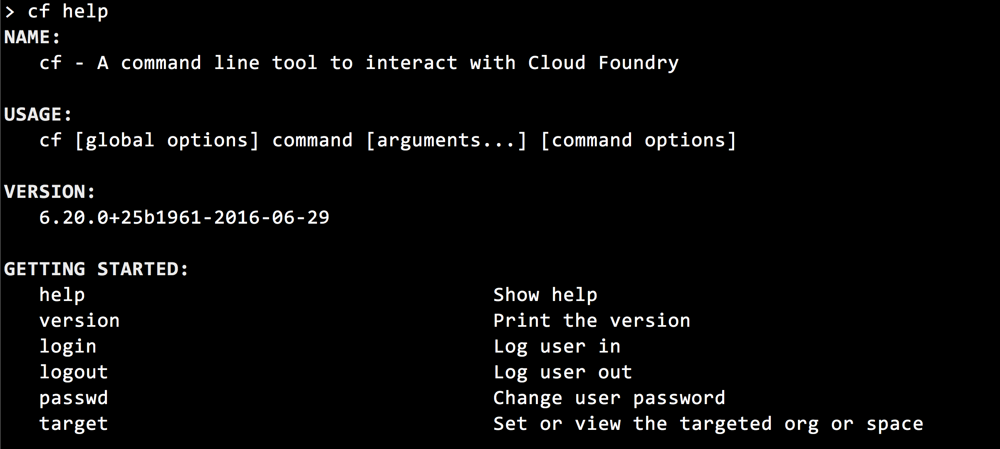 > cf help
NAME:
cf - A command line tool to interact with Cloud Foundry
USAGE:
cf [global options] command [arguments...] [command options]
VERSION:
6.20.0+25b1961-2016-06-29
GETTING STARTED:
help Show help
version Print the version
login Log user in
logout Log user out
passwd Change user password
target Set or view the targeted org or space